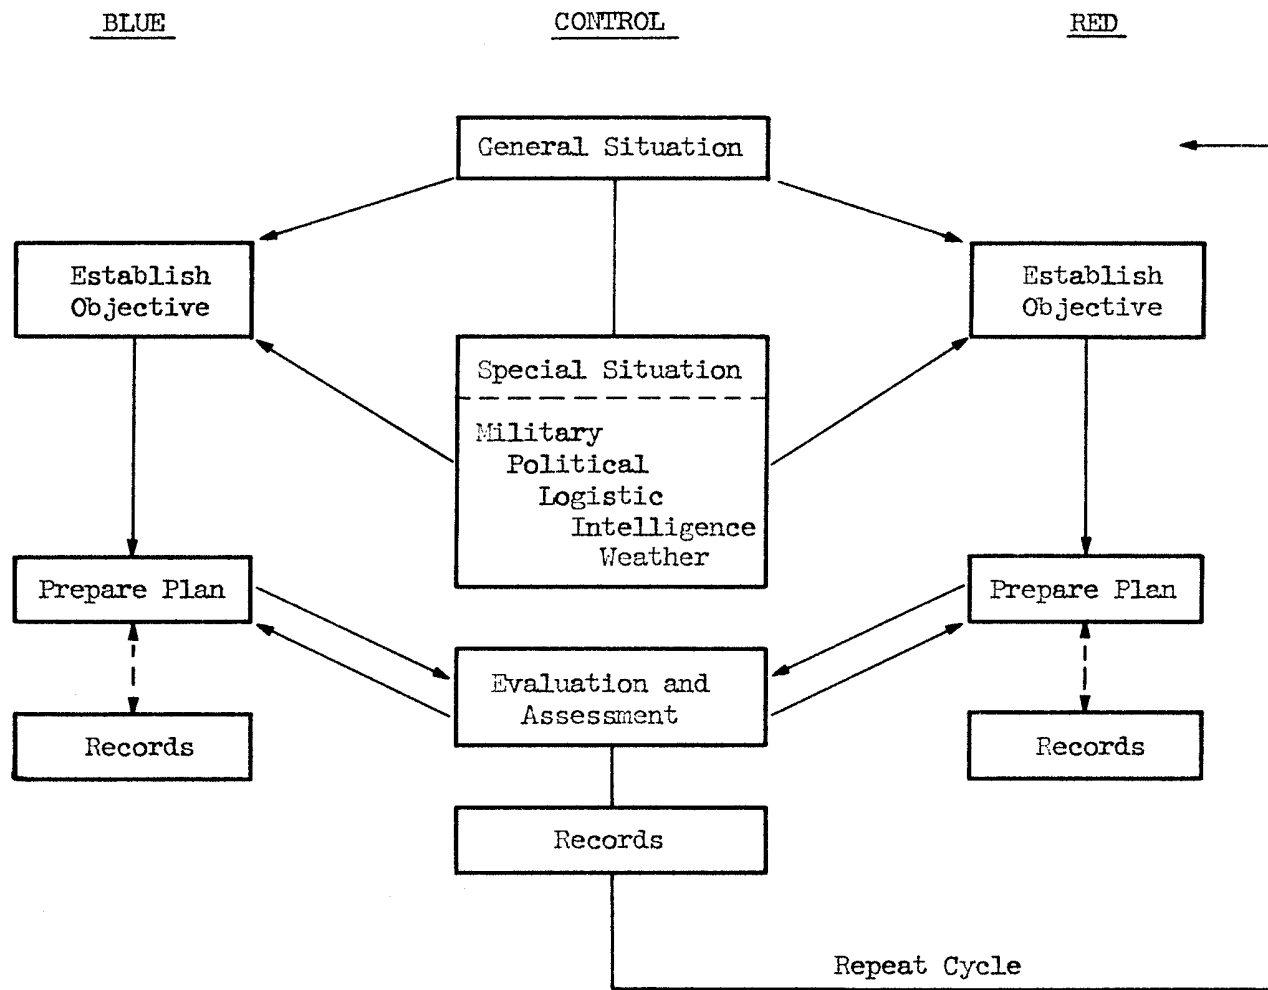 BLUE
CONTROL
RED
General Situation
Establish
Objective
Establish
Objective
Special Situation
Military
Political
Logistic
Intelligence
Weather
Prepare Plan
Prepare Plan
Evaluation and
Assessment
Records
Records
Records
Repeat Cycle